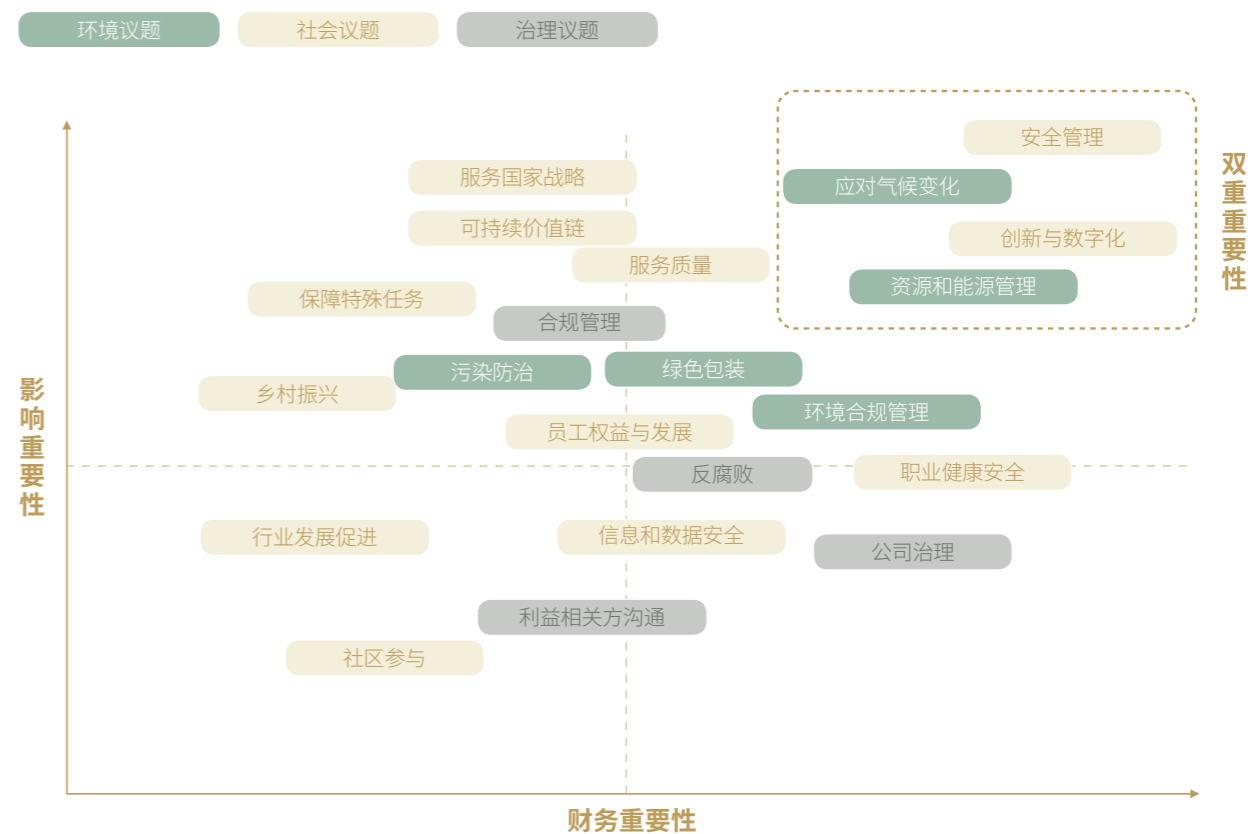 环境议题
社会议题
治理议题
安全管理
双重重要性
服务国家战略
应对气候变化
可持续价值链
创新与数字化
服务质量
资源和能源管理
保障特殊任务
合规管理
污染防治
绿色包装
乡村振兴
环境合规管理
影响重要性
员工权益与发展
反腐败
职业健康安全
行业发展促进
信息和数据安全
公司治理
利益相关方沟通
社区参与
财务重要性